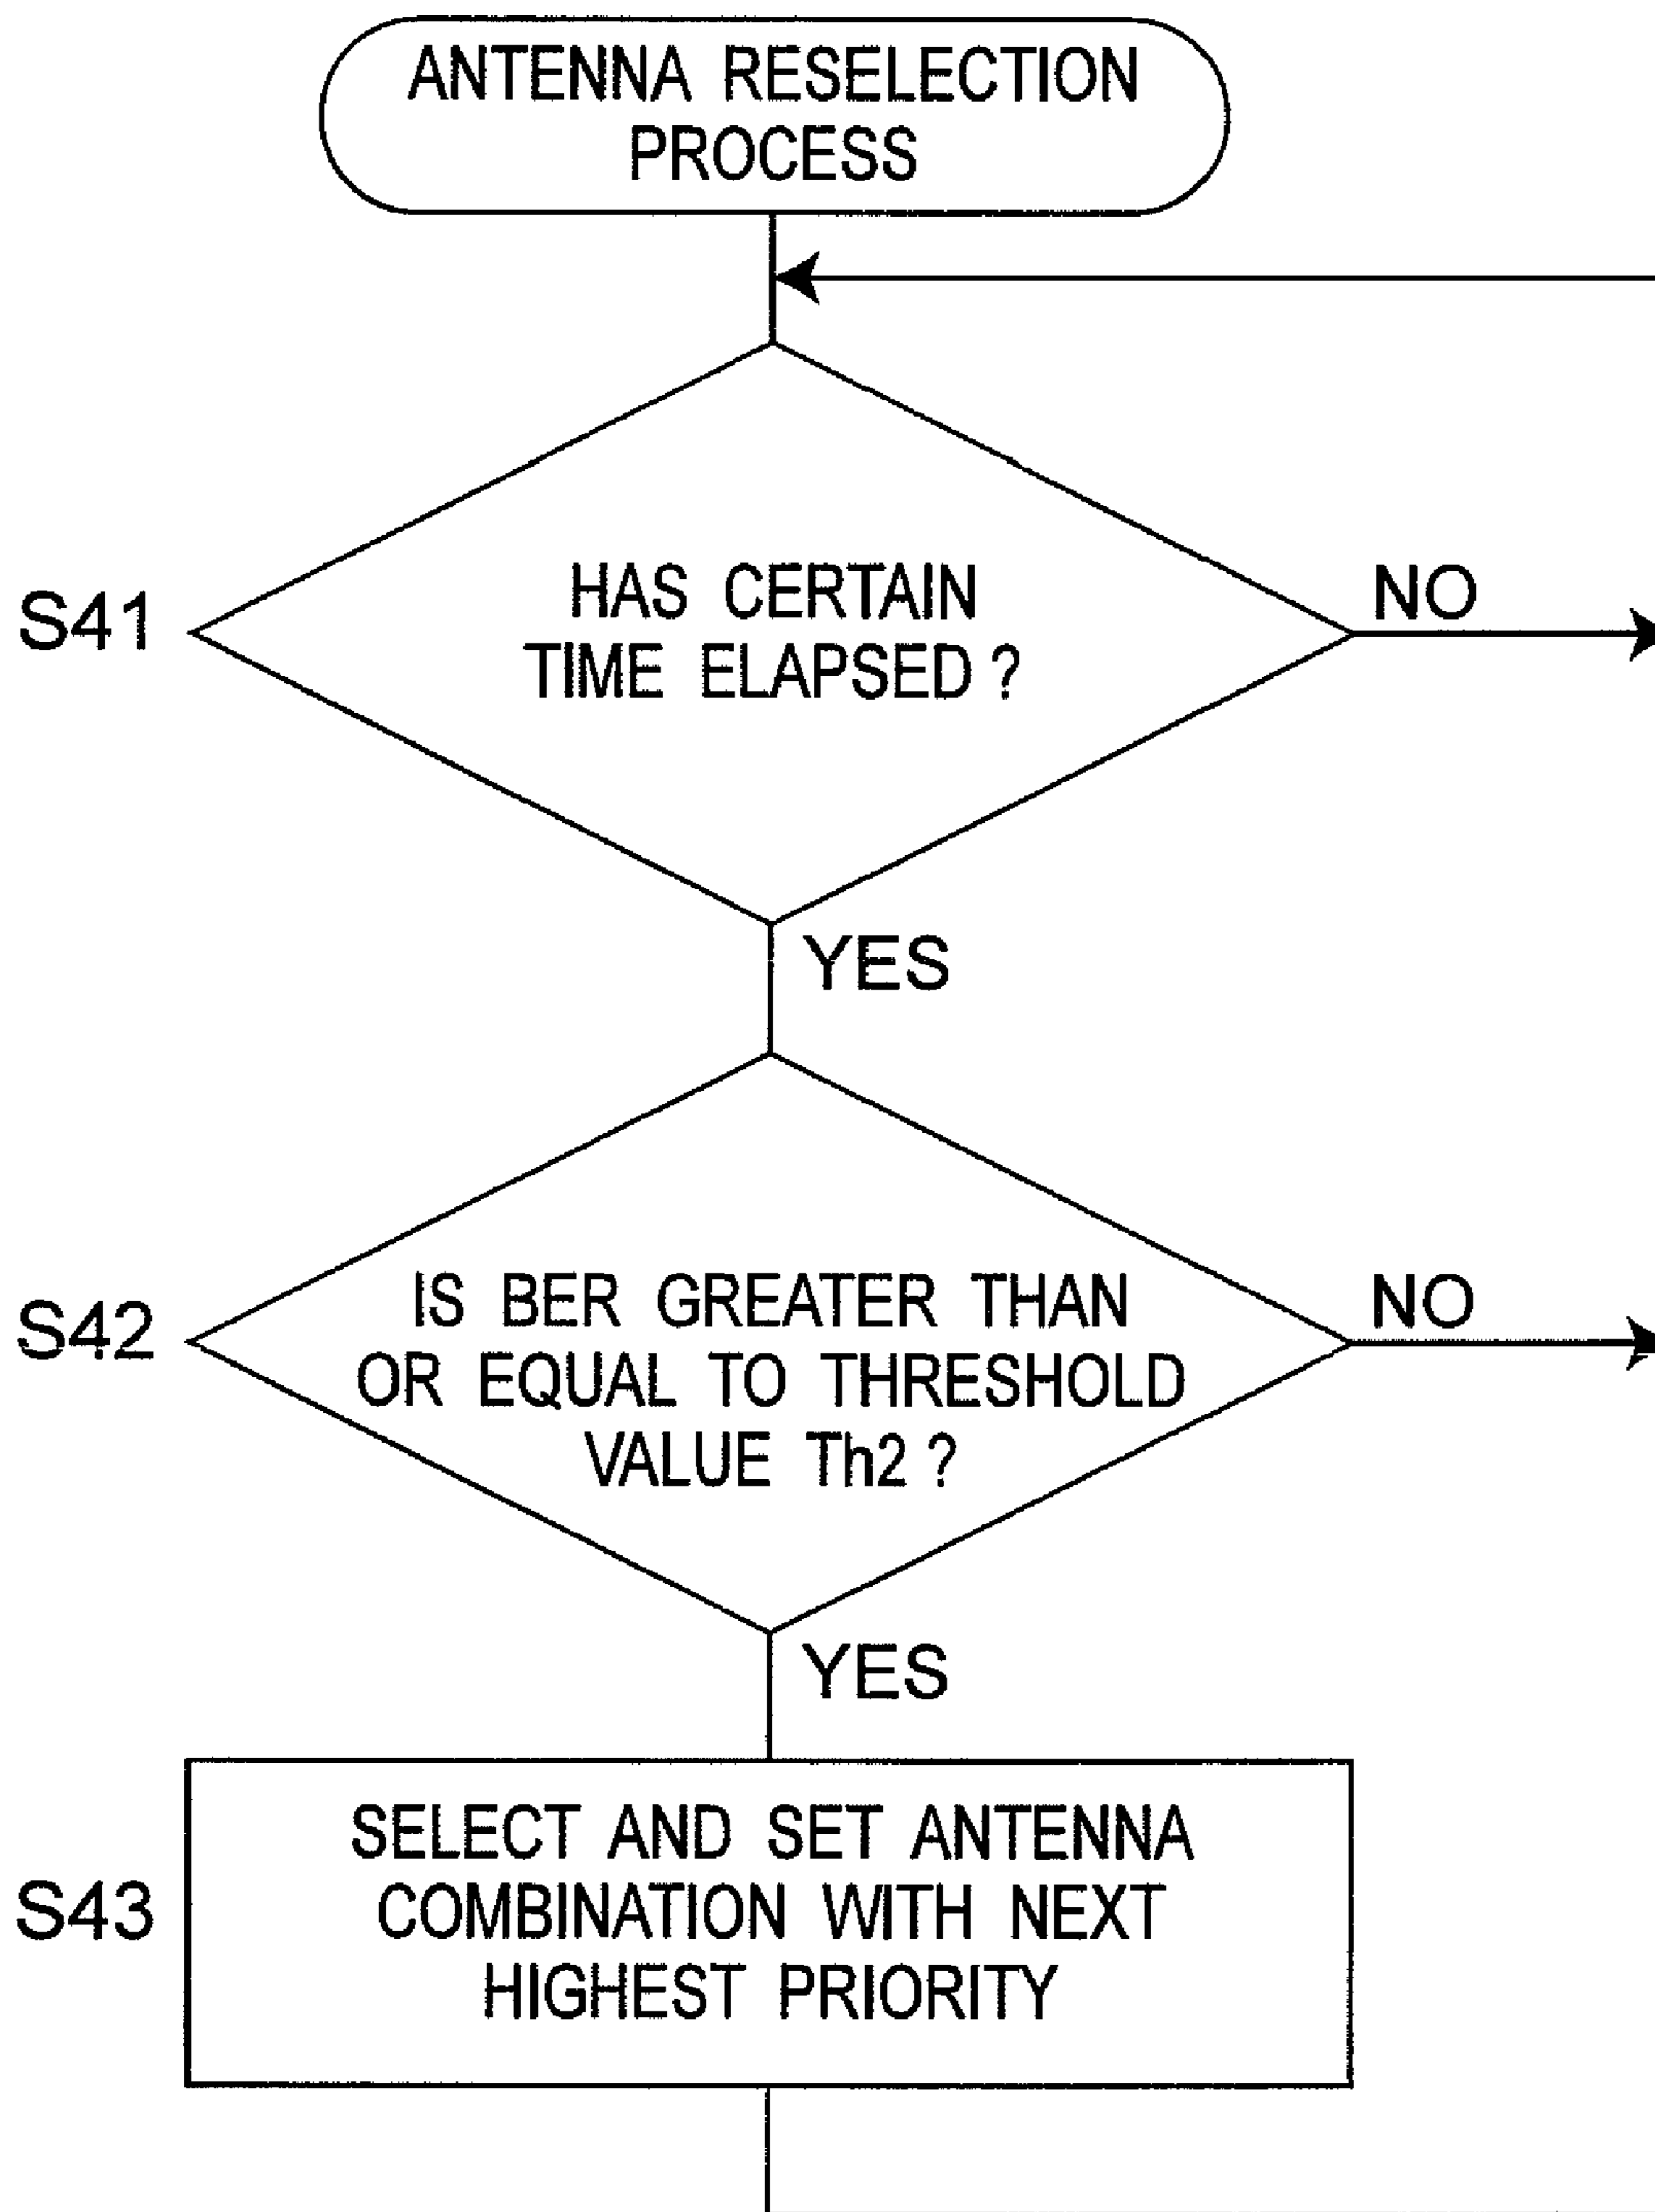 ANTENNA RESELECTION
PROCESS
S41
HAS CERTAIN
TIME ELAPSED ?
NO
YES
S42
IS BER GREATER THAN
OR EQUAL TO THRESHOLD
VALUE Th2 ?
NO
YES
S43
SELECT AND SET ANTENNA
COMBINATION WITH NEXT
HIGHEST PRIORITY